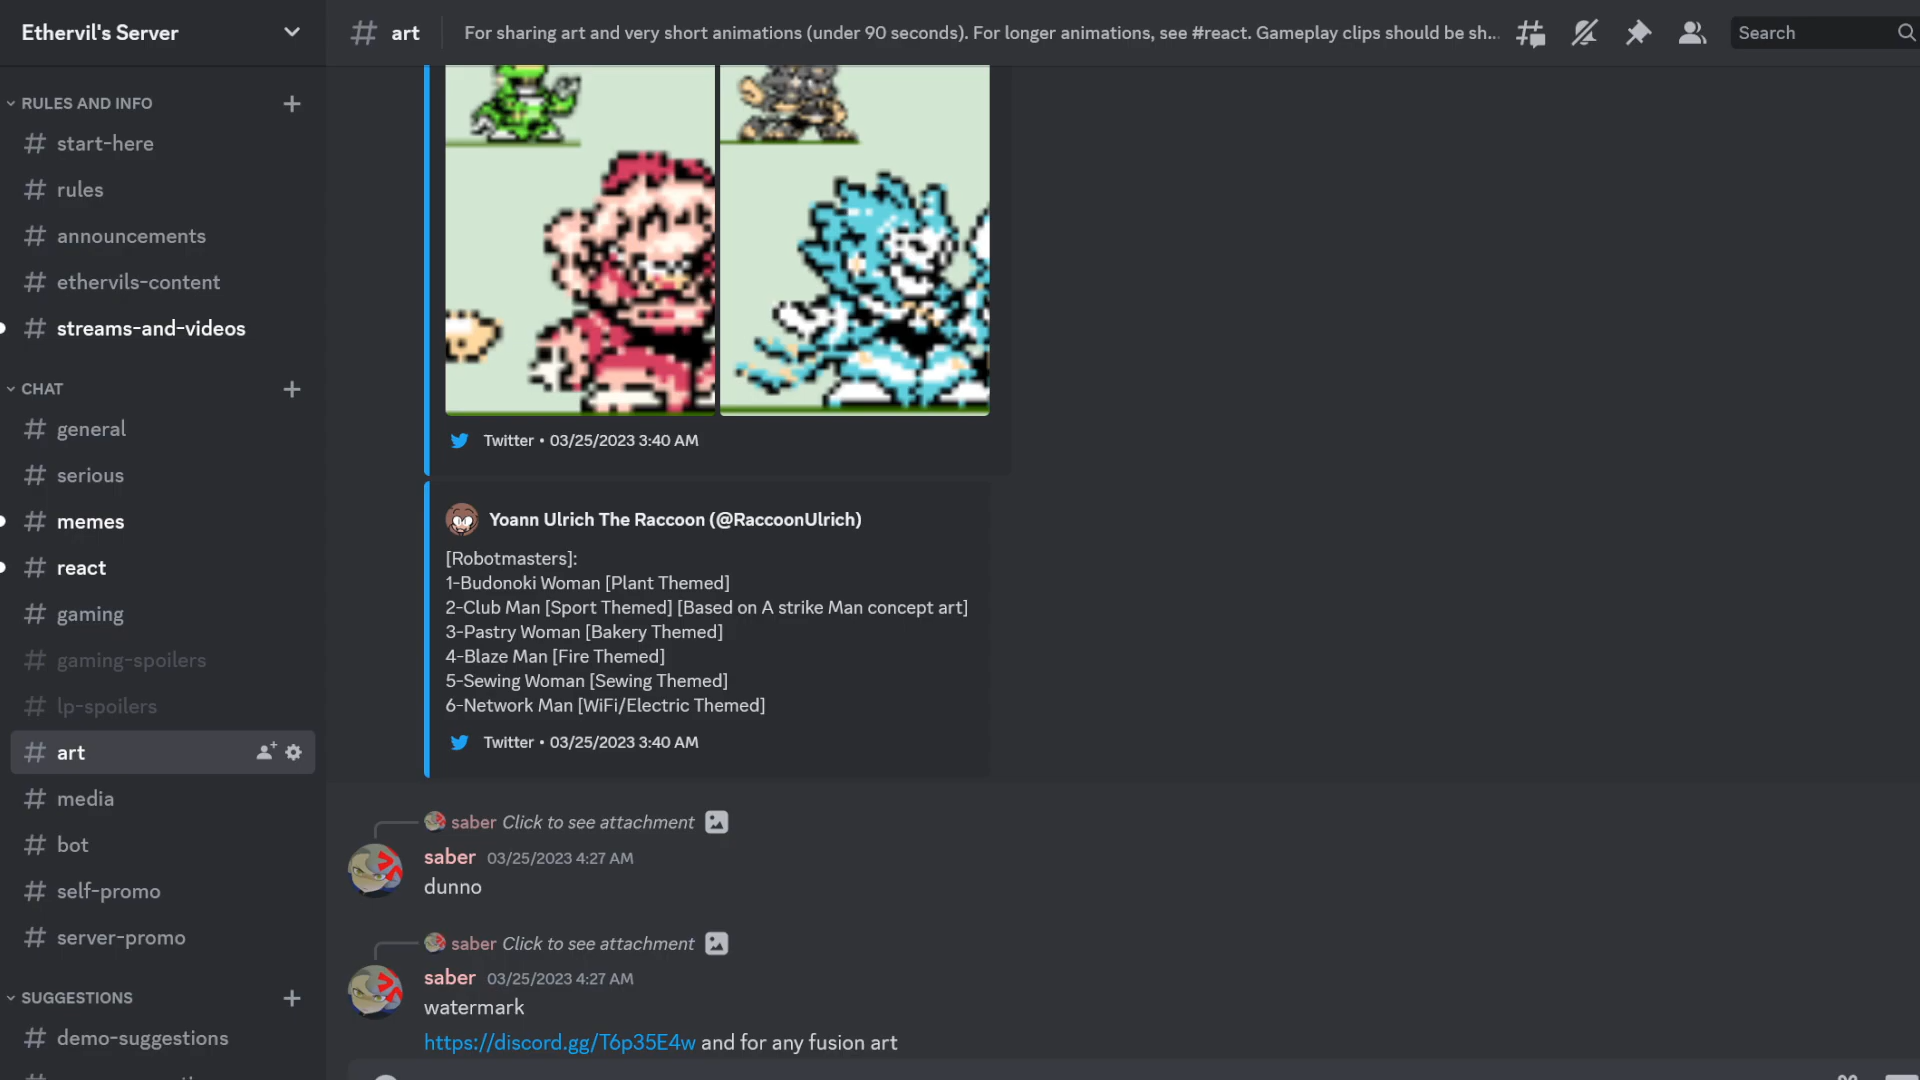 Ethervil's Server
RULES AND INFO
start-here
rules
announcements
ethervils-content
streams-and-videos
CHAT
general
serious
memes
react
gaming
gaming-spoilers
lp-spoilers
art
media
bot
self-promo
server-promo
SUGGESTIONS
demo-suggestions
art
For sharing art and very short animations (under 90 seconds). For longer animations, see #react. Gameplay clips should be sh...
Search
Twitter • 03/25/2023 3:40 AM
Yoann Ulrich The Raccoon (@RaccoonUlrich)
[Robotmasters]:
1-Budonoki Woman [Plant Themed]
2-Club Man [Sport Themed] [Based on A strike Man concept art]
3-Pastry Woman [Bakery Themed]
4-Blaze Man [Fire Themed]
5-Sewing Woman [Sewing Themed]
6-Network Man [WiFi/Electric Themed]
Twitter • 03/25/2023 3:40 AM
saber Click to see attachment
saber 03/25/2023 4:27 AM
dunno
saber Click to see attachment
saber 03/25/2023 4:27 AM
watermark
https://discord.gg/T6p35E4w and for any fusion art